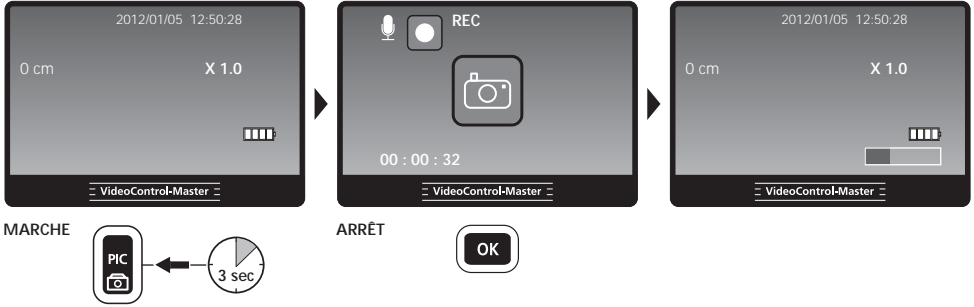 2012/01/05 12:50:28
0 cm X 1.0
VideoControl-Master
REC
00 : 00 : 32
VideoControl-Master
2012/01/05 12:50:28
0 cm X 1.0
VideoControl-Master
MARCHE
PIC
3 sec
ARRÊT
OK